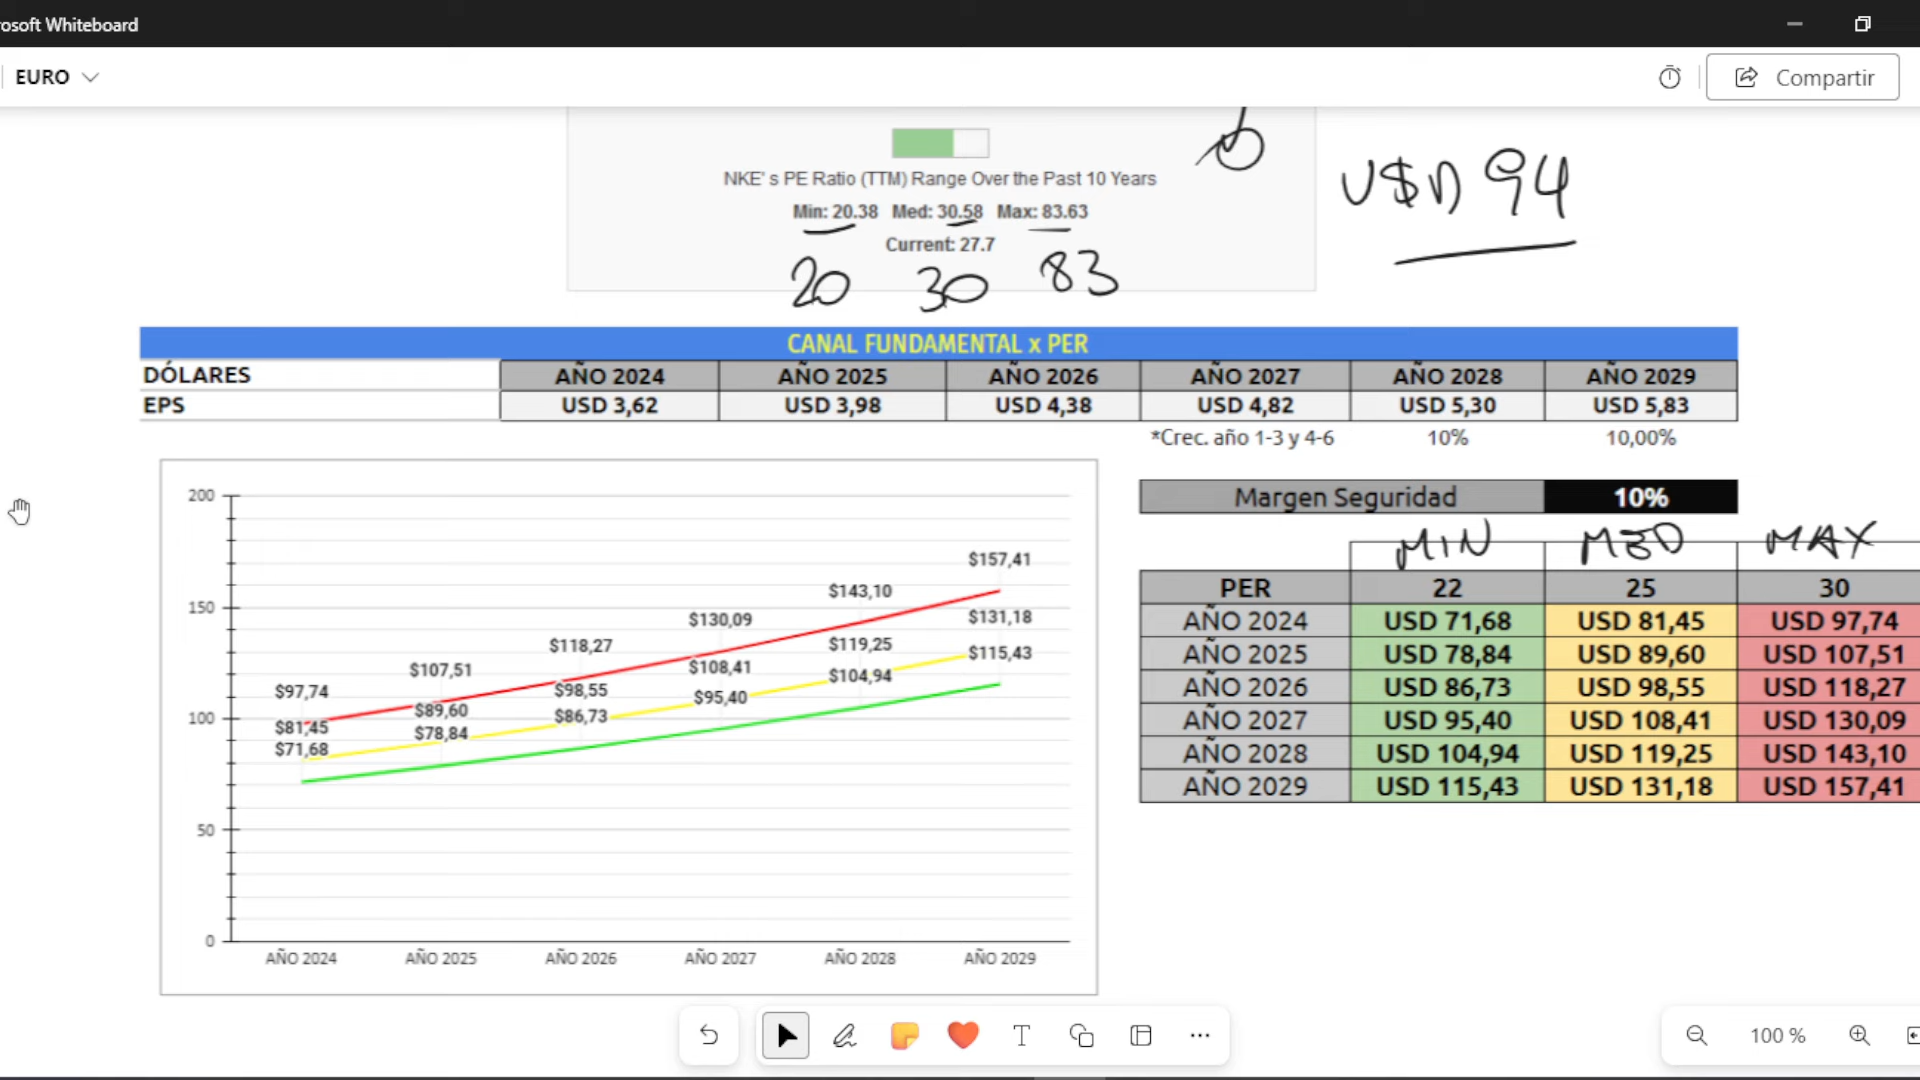 rosoft Whiteboard
EURO
Compartir
NKE' s PE Ratio (TTM) Range Over the Past 10 Years
Min: 20.38 Med: 30.58 Max: 83.63
Current: 27.7
20 30 83
U$D 94
CANAL FUNDAMENTAL x PER
DÓLARES AÑO 2024 AÑO 2025 AÑO 2026 AÑO 2027 AÑO 2028 AÑO 2029
EPS USD 3,62 USD 3,98 USD 4,38 USD 4,82 USD 5,30 USD 5,83
*Crec. año 1-3 y 4-6 10% 10,00%
200
150
100
50
0
$97,74 $107,51 $118,27 $130,09 $143,10 $157,41
$81,45 $89,60 $98,55 $108,41 $119,25 $131,18
$71,68 $78,84 $86,73 $95,40 $104,94 $115,43
AÑO 2024 AÑO 2025 AÑO 2026 AÑO 2027 AÑO 2028 AÑO 2029
Margen Seguridad 10%
MIN MED MAX
PER 22 25 30
AÑO 2024 USD 71,68 USD 81,45 USD 97,74
AÑO 2025 USD 78,84 USD 89,60 USD 107,51
AÑO 2026 USD 86,73 USD 98,55 USD 118,27
AÑO 2027 USD 95,40 USD 108,41 USD 130,09
AÑO 2028 USD 104,94 USD 119,25 USD 143,10
AÑO 2029 USD 115,43 USD 131,18 USD 157,41
100 %